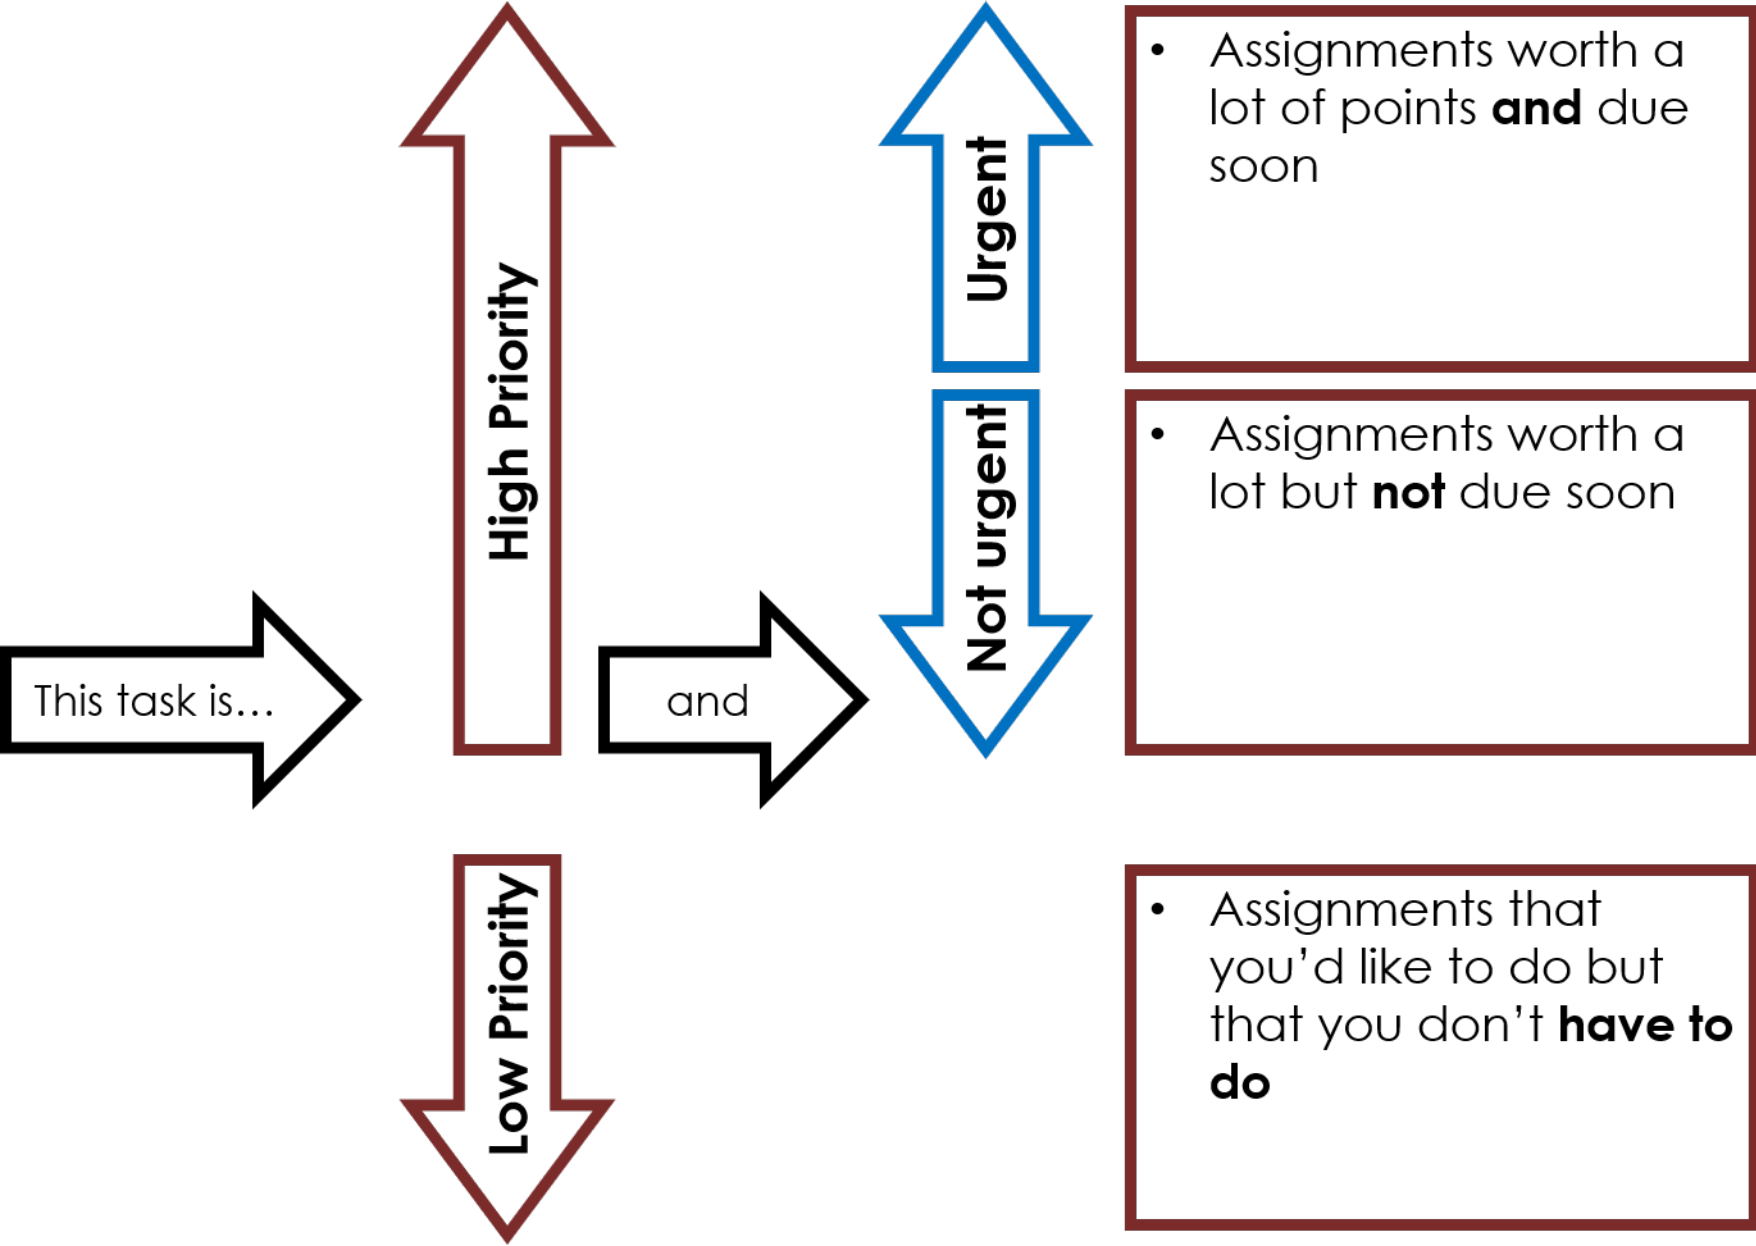 This task is...
High Priority
Low Priority
and
Urgent
Not urgent
• Assignments worth a
lot of points and due
soon
• Assignments worth a
lot but not due soon
• Assignments that
you’d like to do but
that you don’t have to
do